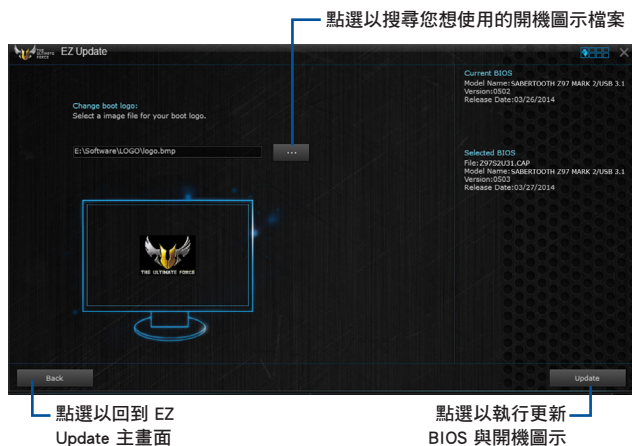 點選以搜尋您想使用的開機圖示檔案
THE ULTIMATE FORCE
EZ Update
Current BIOS
Model Name:SABERTOOTH Z97 MARK 2/USB 3.1
Version:0502
Release Date:03/26/2014
Change boot logo:
Select a image file for your boot logo.
E:\Software\LOGO\logo.bmp
...
Selected BIOS
File:Z97S2U31.CAP
Model Name:SABERTOOTH Z97 MARK 2/USB 3.1
Version:0503
Release Date:03/27/2014
THE ULTIMATE FORCE
Back
Update
點選以回到 EZ
Update 主畫面
點選以執行更新
BIOS 與開機圖示